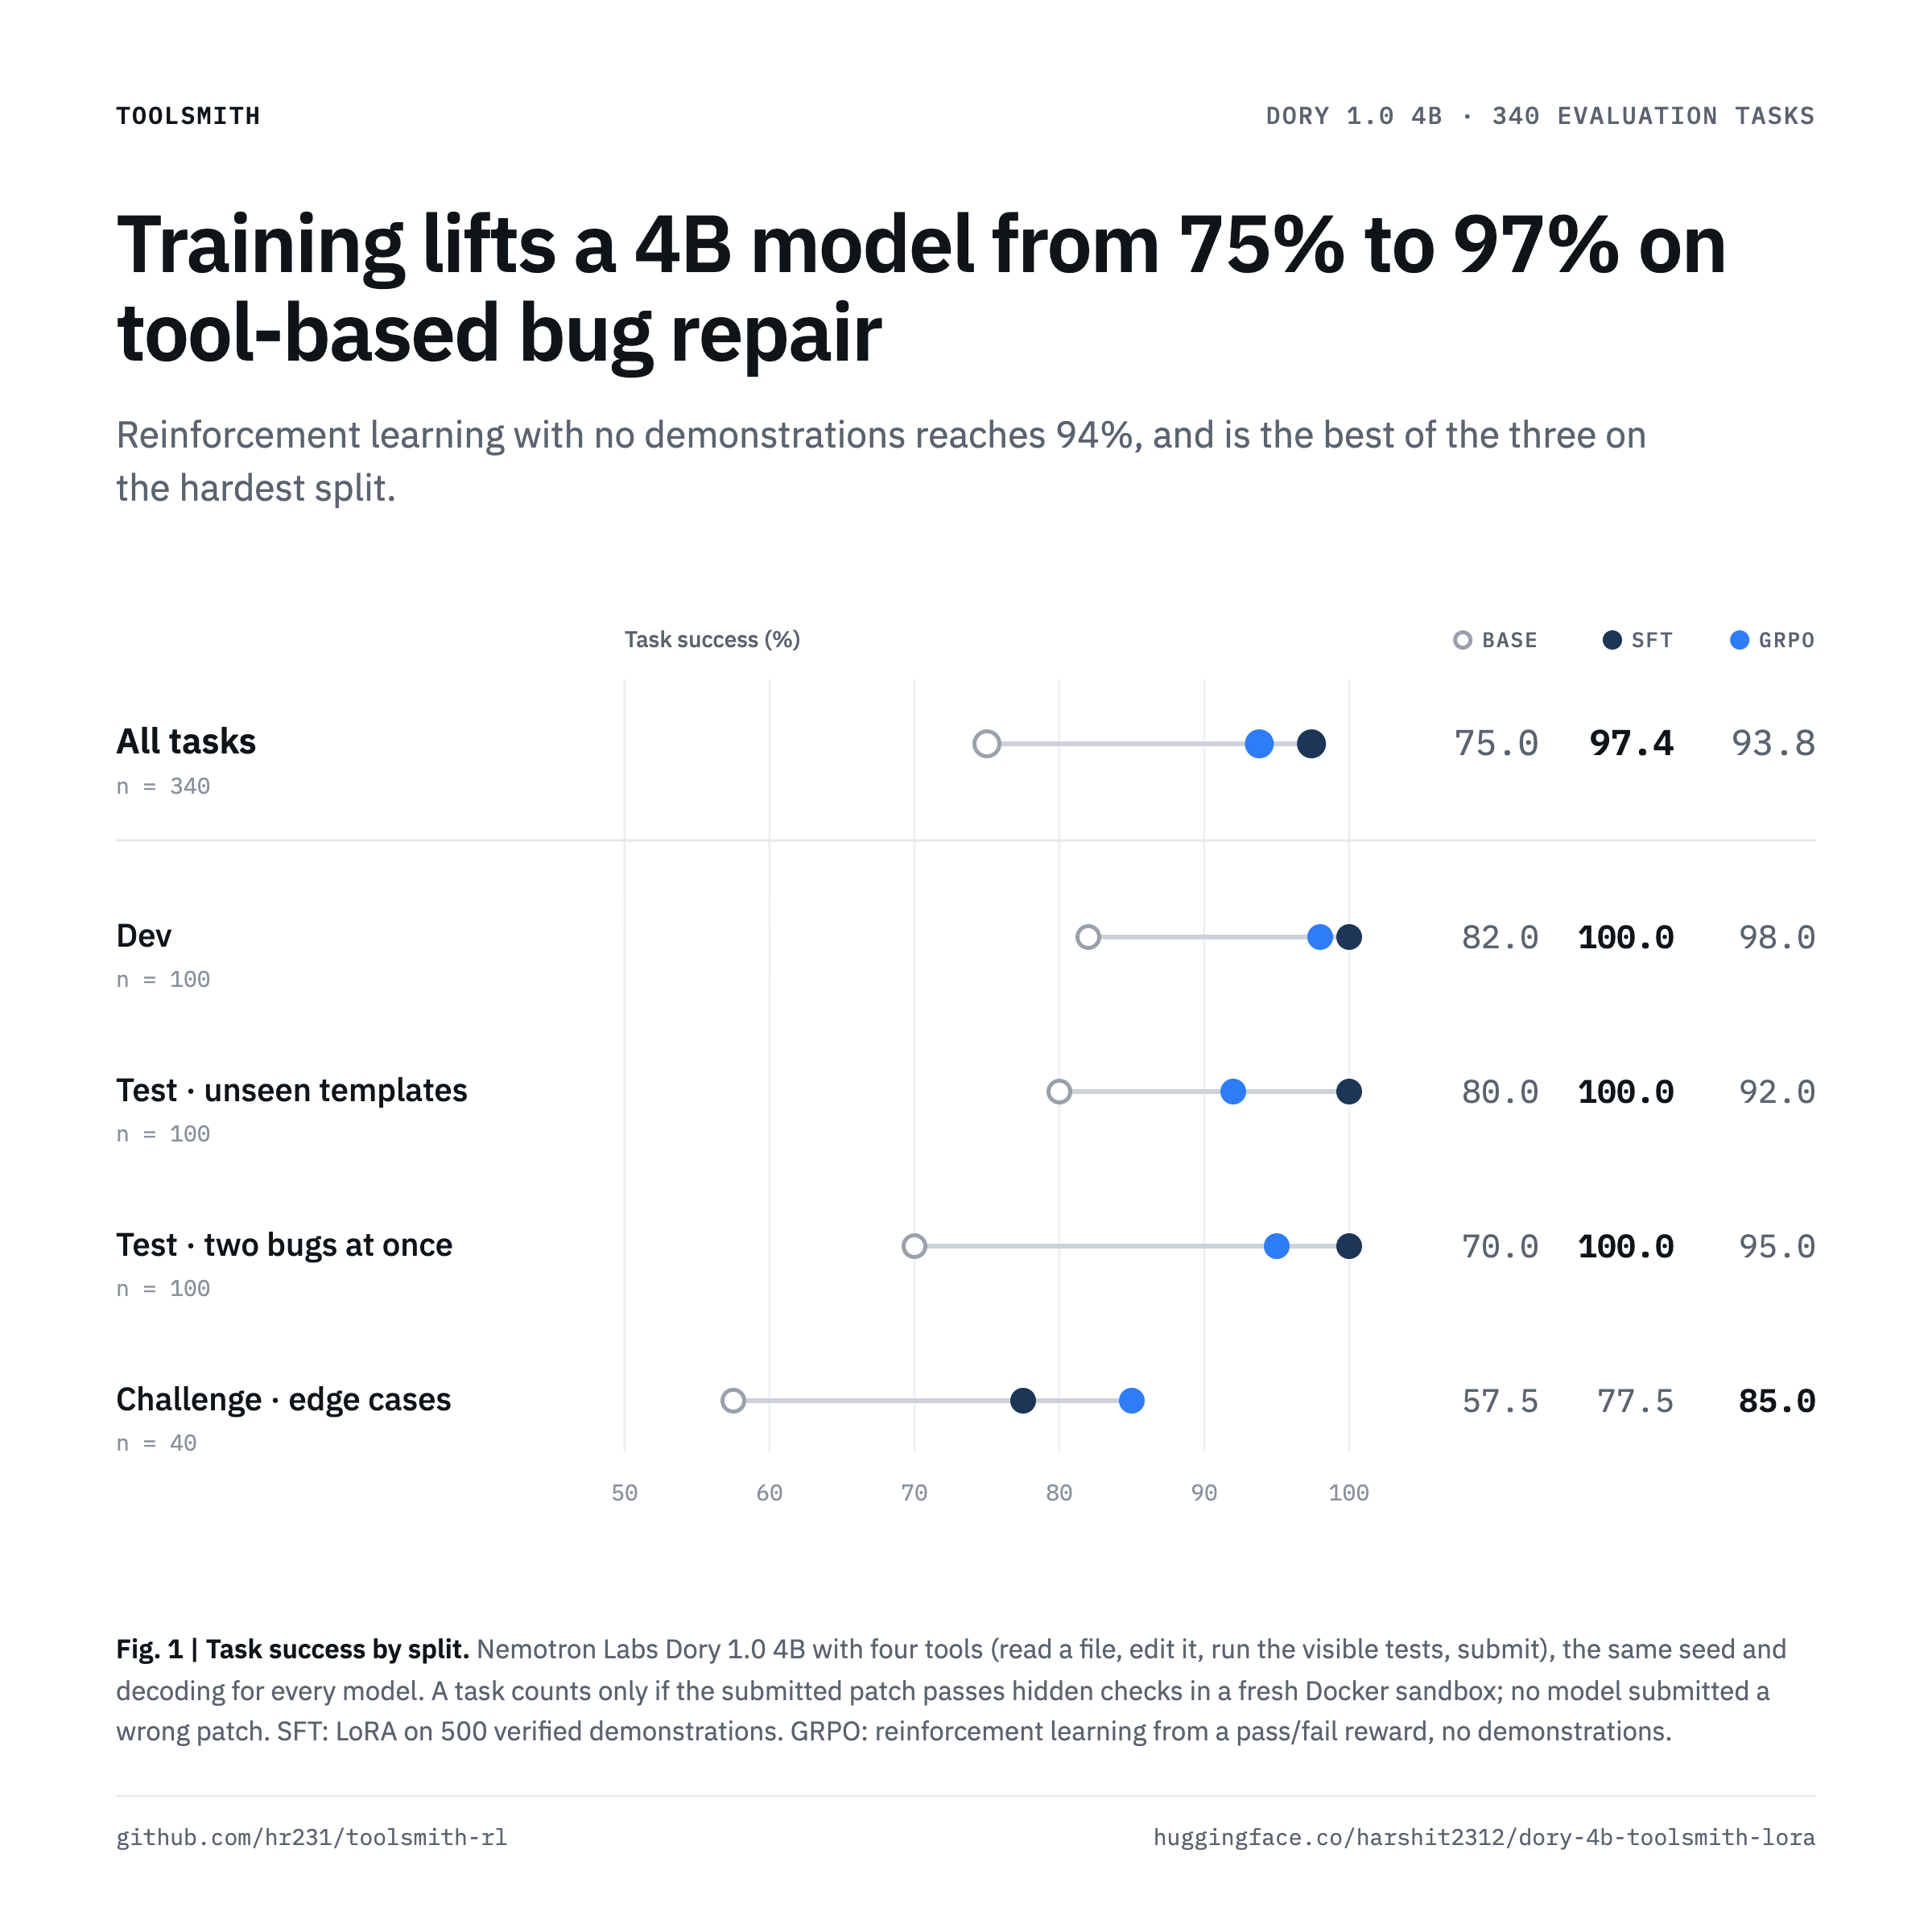 TOOLSMITH
DORY 1.0 4B · 340 EVALUATION TASKS
Training lifts a 4B model from 75% to 97% on
tool-based bug repair
Reinforcement learning with no demonstrations reaches 94%, and is the best of the three on
the hardest split.
Task success (%)
BASE SFT GRPO
All tasks 75.0 97.4 93.8
n = 340
Dev 82.0 100.0 98.0
n = 100
Test · unseen templates 80.0 100.0 92.0
n = 100
Test · two bugs at once 70.0 100.0 95.0
n = 100
Challenge · edge cases 57.5 77.5 85.0
n = 40
50 60 70 80 90 100
Fig. 1 | Task success by split. Nemotron Labs Dory 1.0 4B with four tools (read a file, edit it, run the visible tests, submit), the same seed and
decoding for every model. A task counts only if the submitted patch passes hidden checks in a fresh Docker sandbox; no model submitted a
wrong patch. SFT: LoRA on 500 verified demonstrations. GRPO: reinforcement learning from a pass/fail reward, no demonstrations.
github.com/hr231/toolsmith-rl
huggingface.co/harshit2312/dory-4b-toolsmith-lora